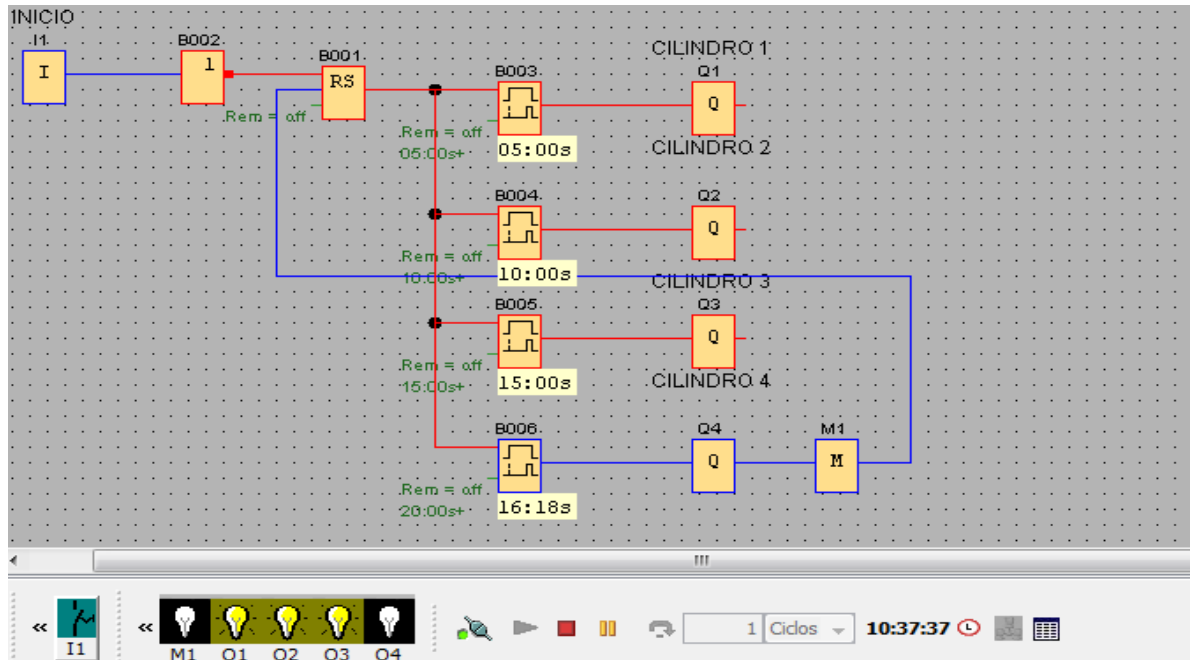 INICIO
I1
I
B002
1
B001
RS
Rem = off
CILINDRO 1
B003
Rem = off
05:00s+
05:00s
Q1
Q
CILINDRO 2
B004
Rem = off
10:00s+
10:00s
Q2
Q
CILINDRO 3
B005
Rem = off
15:00s+
15:00s
Q3
Q
CILINDRO 4
B006
Rem = off
20:00s+
16:18s
Q4
Q
M1
M
« I1 « M1 Q1 Q2 Q3 Q4 1 Ciclos 10:37:37